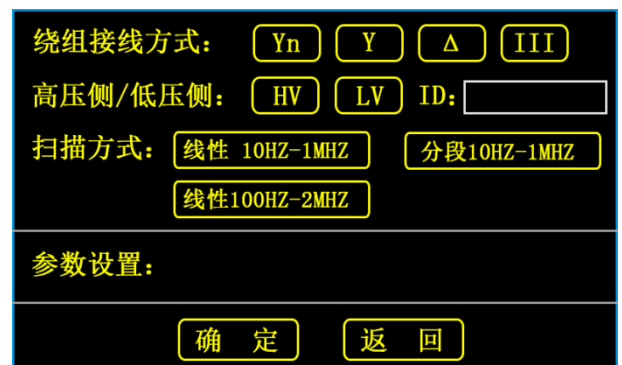 绕组接线方式： Yn Y Δ III
高压侧/低压侧： HV LV ID：
扫描方式： 线性 10HZ-1MHZ 分段10HZ-1MHZ
线性100HZ-2MHZ
参数设置：
确 定 返 回